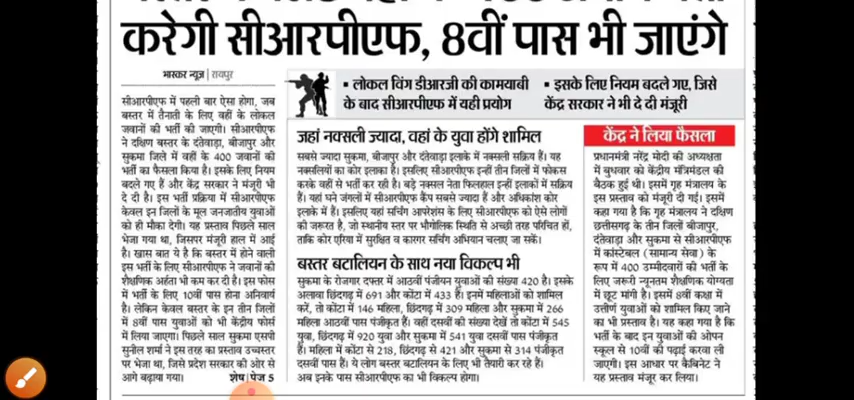 करेगी सीआरपीएफ, 8वीं पास भी जाएंगे
भास्कर न्यूज | रायपुर
सीआरपीएफ में पहली बार ऐसा होगा, जब
बस्तर में तैनाती के लिए वहीं के लोकल
जवानों की भर्ती की जाएगी। सीआरपीएफ
ने दक्षिण बस्तर के दंतेवाड़ा, बीजापुर और
सुकमा जिले में वहीं के 400 जवानों की
भर्ती का फैसला किया है। इसके लिए नियम
बदले गए हैं और केंद्र सरकार ने मंजूरी भी
दे दी है। इस भर्ती प्रक्रिया में सीआरपीएफ
केवल इन जिलों के मूल जनजातीय युवाओं
को ही मौका देगी। यह प्रस्ताव पिछले साल
भेजा गया था, जिसपर मंजूरी हाल में आई
है। खास बात ये है कि बस्तर में होने वाली
इस भर्ती के लिए सीआरपीएफ ने जवानों की
शैक्षणिक अर्हता भी कम कर दी है। इस फोर्स
में भर्ती के लिए 10वीं पास होना अनिवार्य
है। लेकिन केवल बस्तर के इन तीन जिलों
में 8वीं पास युवाओं को भी केंद्रीय फोर्स
में लिया जाएगा। पिछले साल सुकमा एसपी
सुनील शर्मा ने इस तरह का प्रस्ताव उच्चस्तर
पर भेजा था, जिसे प्रदेश सरकार की ओर से
आगे बढ़ाया गया।
शेष | पेज 5
▪ लोकल विंग डीआरजी की कामयाबी
के बाद सीआरपीएफ में यही प्रयोग
▪ इसके लिए नियम बदले गए, जिसे
केंद्र सरकार ने भी दे दी मंजूरी
जहां नक्सली ज्यादा, वहां के युवा होंगे शामिल
सबसे ज्यादा सुकमा, बीजापुर और दंतेवाड़ा इलाके में नक्सली सक्रिय हैं। यह
नक्सलियों का कोर इलाका है। इसलिए सीआरपीएफ इन्हीं तीन जिलों में फोकस
करके वहीं से भर्ती कर रही है। बड़े नक्सल नेता फिलहाल इन्हीं इलाकों में सक्रिय
हैं। यहां घने जंगलों में सीआरपीएफ कैंप सबसे ज्यादा हैं और अधिकांश कोर
इलाके में हैं। इसलिए यहां सर्चिंग आपरेशंस के लिए सीआरपीएफ को ऐसे लोगों
की जरूरत है, जो स्थानीय स्तर पर भौगोलिक स्थिति से अच्छी तरह परिचित हों,
ताकि कोर एरिया में सुरक्षित व कारगर सर्चिंग अभियान चलाए जा सकें।
बस्तर बटालियन के साथ नया विकल्प भी
सुकमा के रोजगार दफ्तर में आठवीं पंजीयन युवाओं की संख्या 420 है। इसके
अलावा छिंदगढ़ में 691 और कोंटा में 433 हैं। इनमें महिलाओं को शामिल
करें, तो कोंटा में 146 महिला, छिंदगढ़ में 309 महिला और सुकमा में 266
महिला आठवीं पास पंजीकृत हैं। वहीं दसवीं की संख्या देखें तो कोंटा में 545
युवा, छिंदगढ़ में 920 युवा और सुकमा में 541 युवा दसवीं पास पंजीकृत
हैं। महिला में कोंटा से 218, छिंदगढ़ से 421 और सुकमा से 314 पंजीकृत
दसवीं पास हैं। ये लोग बस्तर बटालियन के लिए भी तैयारी कर रहे हैं।
अब इनके पास सीआरपीएफ का भी विकल्प होगा।
केंद्र ने लिया फैसला
प्रधानमंत्री नरेंद्र मोदी की अध्यक्षता
में बुधवार को केंद्रीय मंत्रिमंडल की
बैठक हुई थी। इसमें गृह मंत्रालय के
इस प्रस्ताव को मंजूरी दी गई। इसमें
कहा गया है कि गृह मंत्रालय ने दक्षिण
छत्तीसगढ़ के तीन जिलों बीजापुर,
दंतेवाड़ा और सुकमा से सीआरपीएफ
में कांस्टेबल (सामान्य सेवा) के
रूप में 400 उम्मीदवारों की भर्ती के
लिए जरूरी न्यूनतम शैक्षणिक योग्यता
में छूट मांगी है। इसमें 8वीं कक्षा में
उत्तीर्ण युवाओं को शामिल किए जाने
का भी प्रस्ताव है। यह कहा गया है कि
भर्ती के बाद इन युवाओं की ओपन
स्कूल से 10वीं की पढ़ाई करवा ली
जाएगी। इस आधार पर कैबिनेट ने
यह प्रस्ताव मंजूर कर लिया।